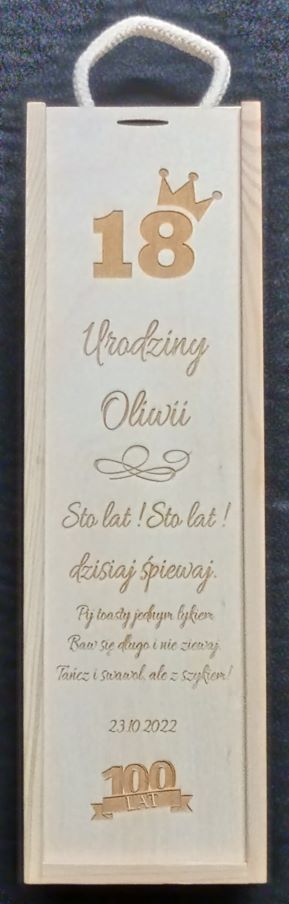 18
Urodziny
Oliwii
Sto lat ! Sto lat !
dzisiaj śpiewaj.
Pij toasty jednym łykiem
Baw się długo i nie ziewaj.
Tańcz i swawol, ale z szykiem!
23.10.2022
100
LAT